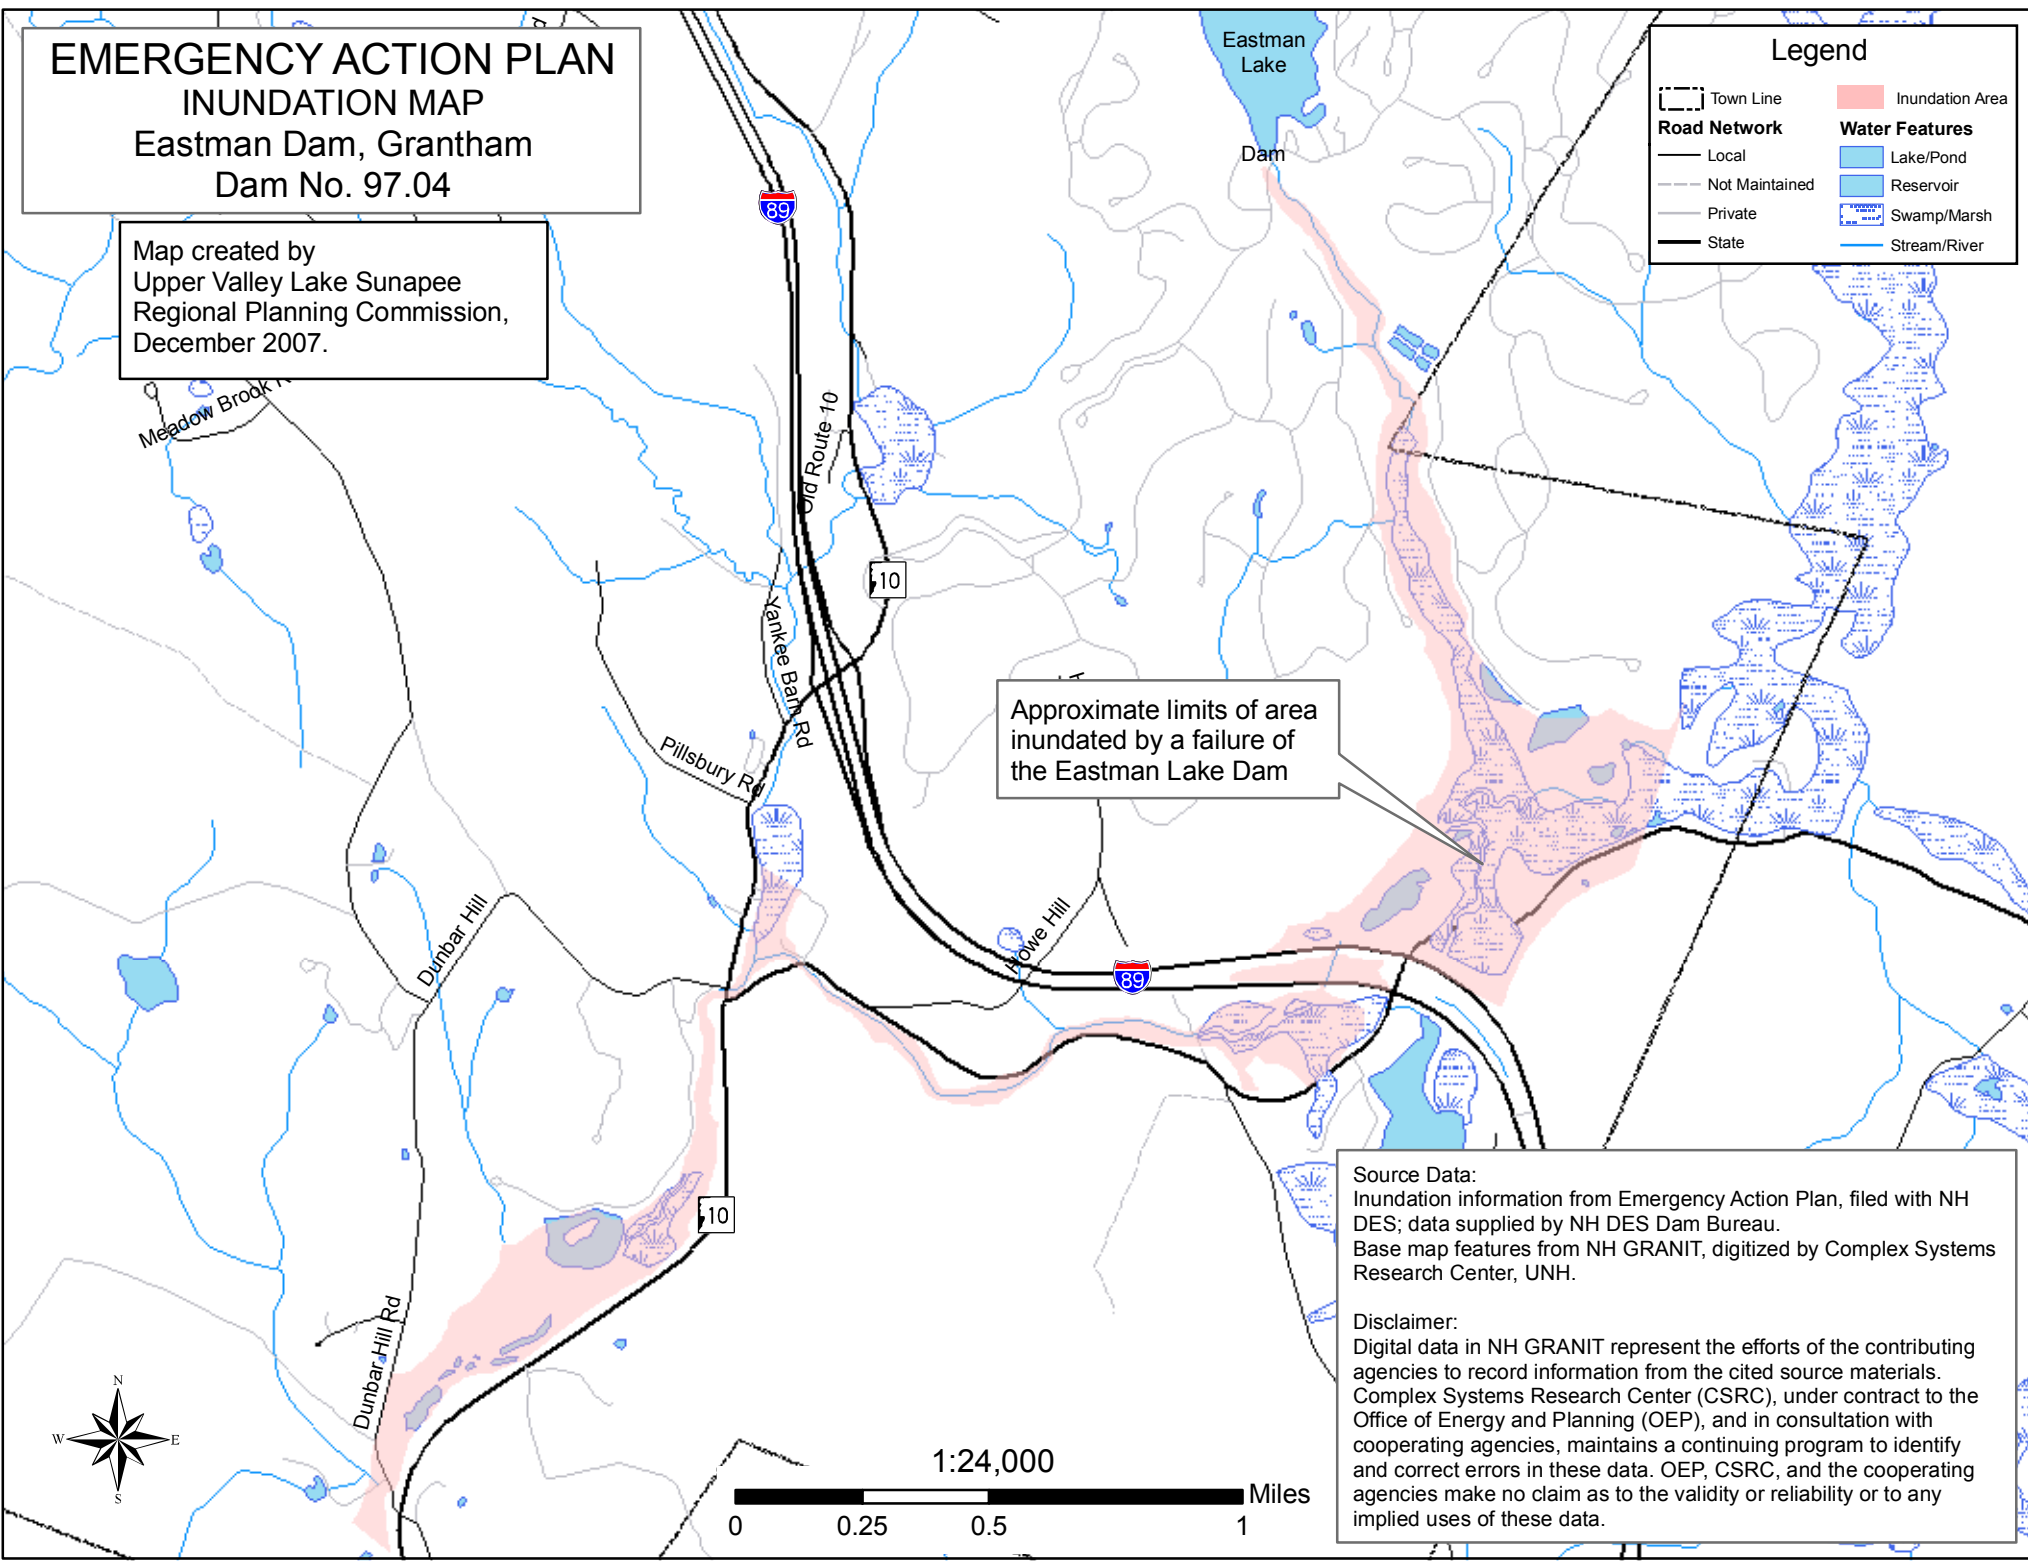 EMERGENCY ACTION PLAN
INUNDATION MAP
Eastman Dam, Grantham
Dam No. 97.04
Map created by
Upper Valley Lake Sunapee
Regional Planning Commission,
December 2007.
Eastman
Lake
Dam
Legend
Town Line
Inundation Area
Road Network
Water Features
Local
Lake/Pond
Not Maintained
Reservoir
Private
Swamp/Marsh
State
Stream/River
89
Meadow Brook
Old Route 10
10
Yankee Barn Rd
Pillsbury Rd
Approximate limits of area
inundated by a failure of
the Eastman Lake Dam
Dunbar Hill
Howe Hill
89
10
Dunbar Hill Rd
N
W
E
S
1:24,000
Miles
0
0.25
0.5
1
Source Data:
Inundation information from Emergency Action Plan, filed with NH
DES; data supplied by NH DES Dam Bureau.
Base map features from NH GRANIT, digitized by Complex Systems
Research Center, UNH.
Disclaimer:
Digital data in NH GRANIT represent the efforts of the contributing
agencies to record information from the cited source materials.
Complex Systems Research Center (CSRC), under contract to the
Office of Energy and Planning (OEP), and in consultation with
cooperating agencies, maintains a continuing program to identify
and correct errors in these data. OEP, CSRC, and the cooperating
agencies make no claim as to the validity or reliability or to any
implied uses of these data.